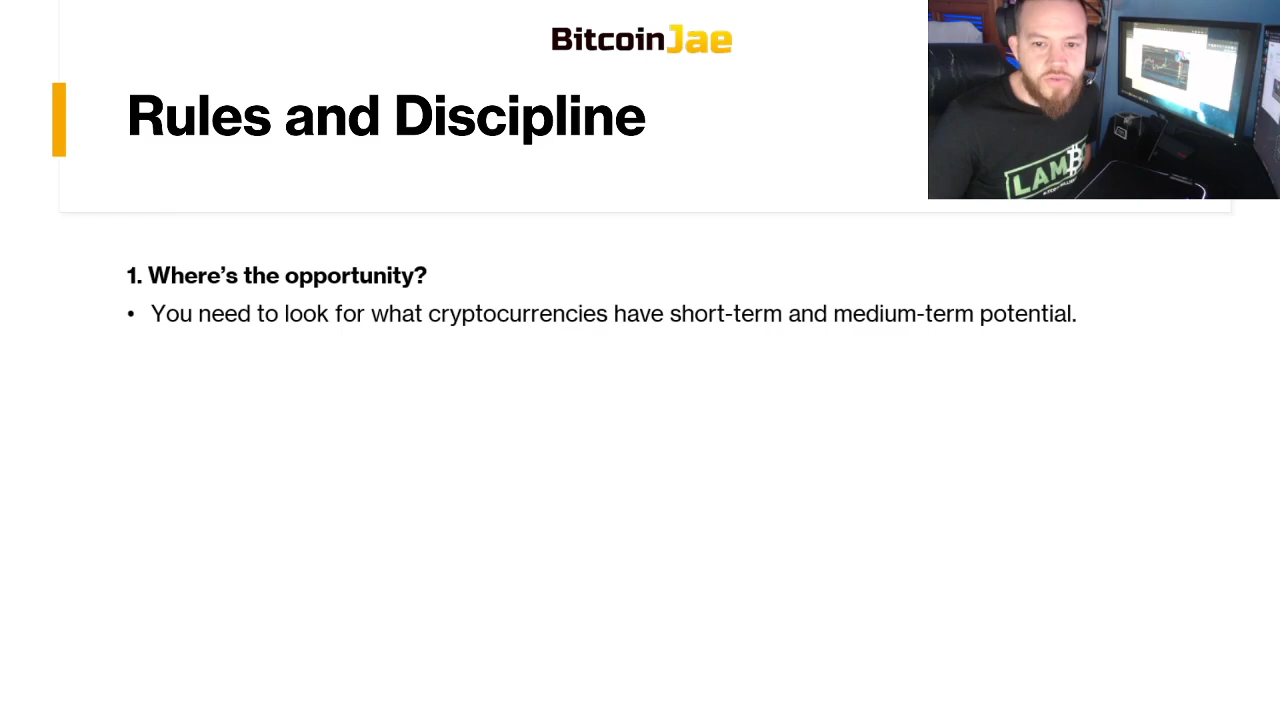 BitcoinJae
Rules and Discipline
LAM₿
1. Where’s the opportunity?
• You need to look for what cryptocurrencies have short-term and medium-term potential.